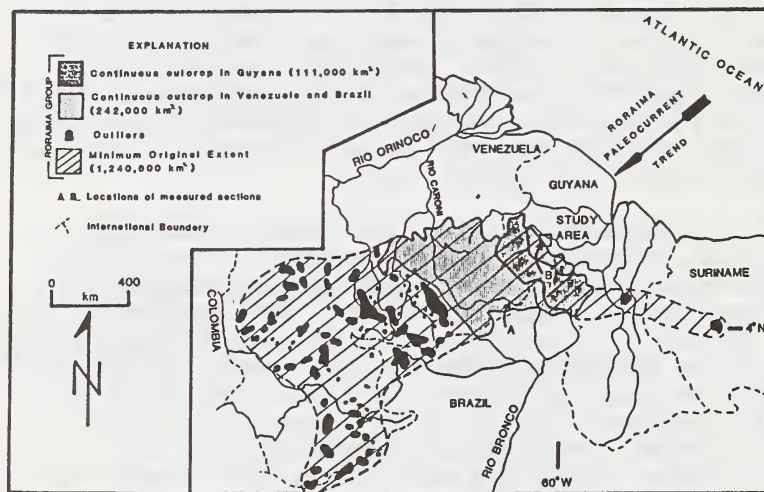 EXPLANATION
RORAIMA GROUP
Continuous outcrop in Guyana (111,000 km²)
Continuous outcrop in Venezuela and Brazil
(242,000 km²)
Outliers
Minimum Original Extent
(1,240,600 km²)
A B Locations of measured sections
International Boundary
0 400
km
N
ATLANTIC OCEAN
RORAIMA
PALEOCURRENT
TREND
RIO ORINOCO
VENEZUELA
RIO CARONI
GUYANA
STUDY
AREA
SURINAME
B
A
COLOMBIA
4°N
BRAZIL
RIO BRONCO
60°W